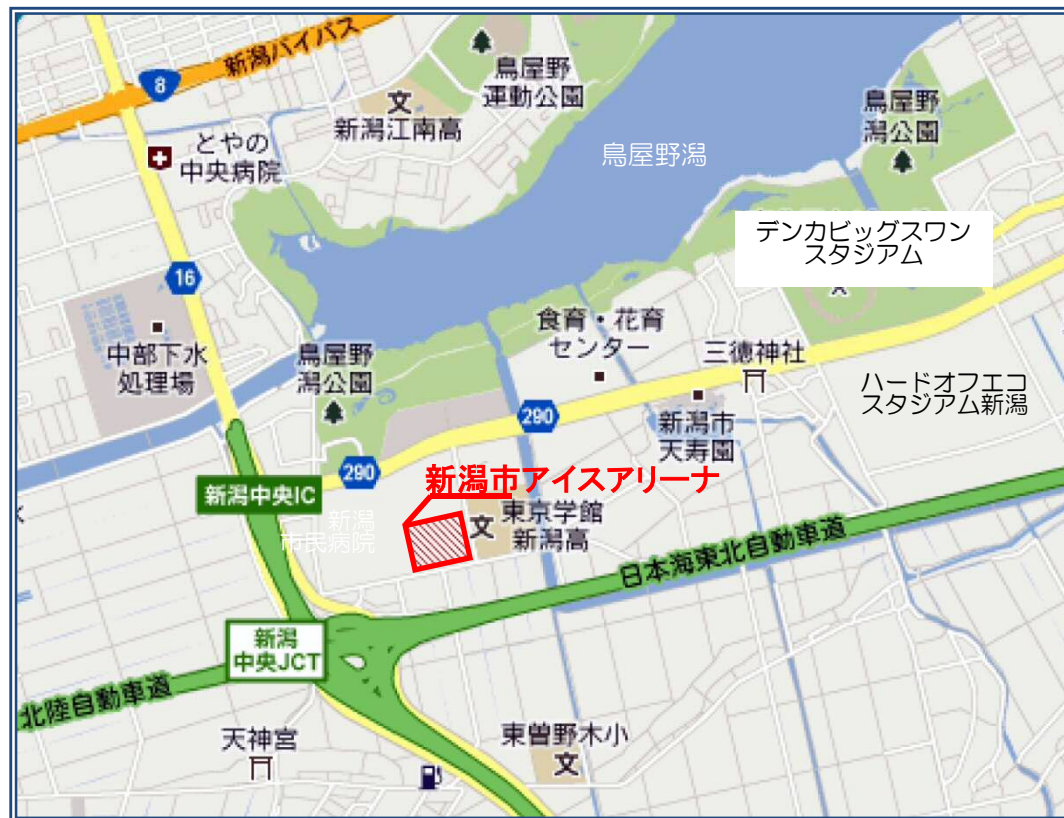 新潟バイパス
8
鳥屋野
運動公園
文
新潟江南高
鳥屋野
潟公園
とやの
中央病院
鳥屋野潟
デンカビッグスワン
スタジアム
16
食育・花育
センター
三徳神社
中部下水
処理場
鳥屋野
潟公園
ハードオフエコ
スタジアム新潟
290
新潟市
天寿園
290
新潟市アイスアリーナ
新潟中央IC
新潟
市民病院
文
東京学館
新潟高
日本海東北自動車道
新潟
中央JCT
北陸自動車道
天神宮
東曽野木小
文